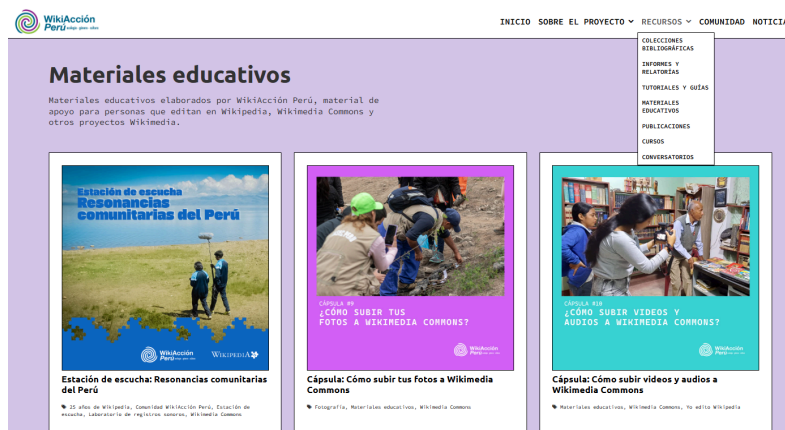 WikiAcción
Perú
INICIO SOBRE EL PROYECTO RECURSOS COMUNIDAD NOTICIA
COLECCIONES
BIBLIOGRÁFICAS
INFORMES Y
RELATORÍAS
TUTORIALES Y GUÍAS
MATERIALES
EDUCATIVOS
PUBLICACIONES
CURSOS
CONVERSATORIOS
Materiales educativos
Materiales educativos elaborados por WikiAcción Perú, material de
apoyo para personas que editan en Wikipedia, Wikimedia Commons y
otros proyectos Wikimedia.
Estación de escucha
Resonancias
comunitarias del Perú
WikiAcción
Perú
WIKIPEDIA
Estación de escucha: Resonancias comunitarias
del Perú
25 años de Wikipedia, Comunidad WikiAcción Perú, Estación de
escucha, Laboratorio de registros sonoros, Wikimedia Commons
CÁPSULA #9
¿CÓMO SUBIR TUS
FOTOS A WIKIMEDIA COMMONS?
WikiAcción
Perú
Cápsula: Cómo subir tus fotos a Wikimedia
Commons
Fotografía, Materiales educativos, Wikimedia Commons
CÁPSULA #10
¿CÓMO SUBIR VIDEOS Y
AUDIOS A WIKIMEDIA COMMONS?
WikiAcción
Perú
Cápsula: Cómo subir videos y audios a
Wikimedia Commons
Materiales educativos, Wikimedia Commons, Yo edito Wikipedia